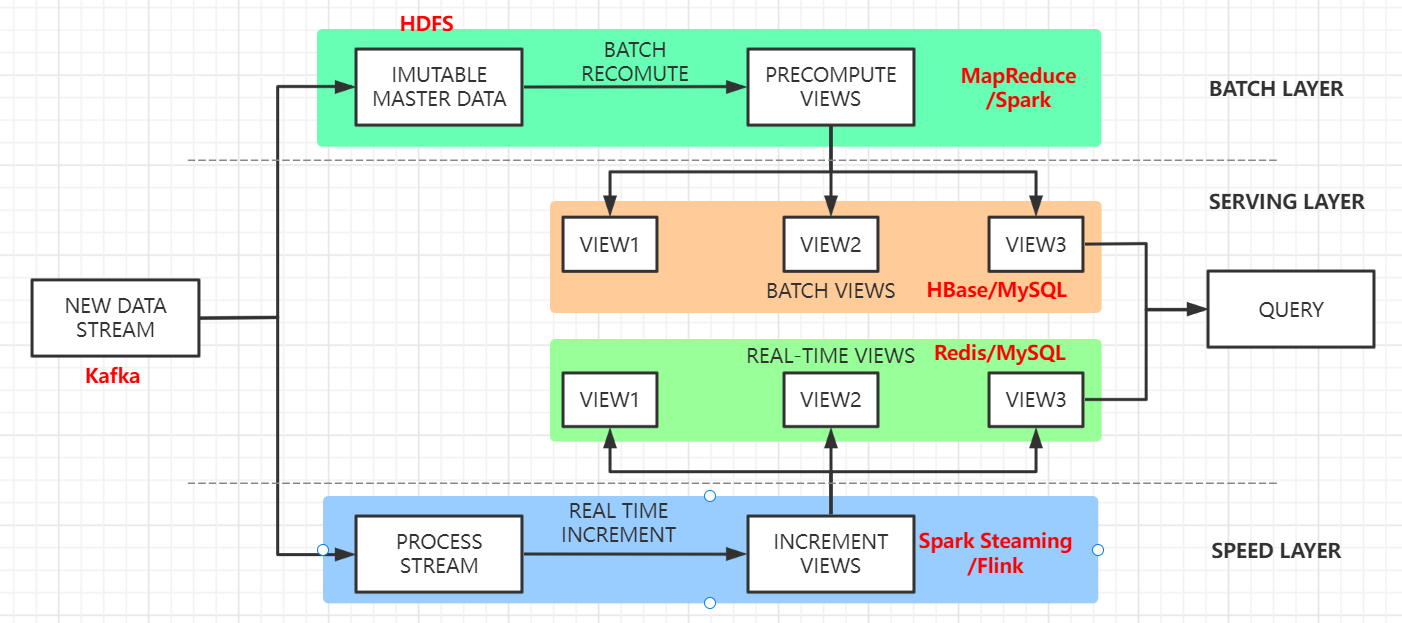 HDFS
IMUTABLE
MASTER DATA
BATCH
RECOMUTE
PRECOMPUTE
VIEWS
MapReduce
/Spark
BATCH LAYER
SERVING LAYER
VIEW1
VIEW2
VIEW3
BATCH VIEWS
HBase/MySQL
NEW DATA
STREAM
Kafka
QUERY
REAL-TIME VIEWS
Redis/MySQL
VIEW1
VIEW2
VIEW3
PROCESS
STREAM
REAL TIME
INCREMENT
INCREMENT
VIEWS
Spark Steaming
/Flink
SPEED LAYER